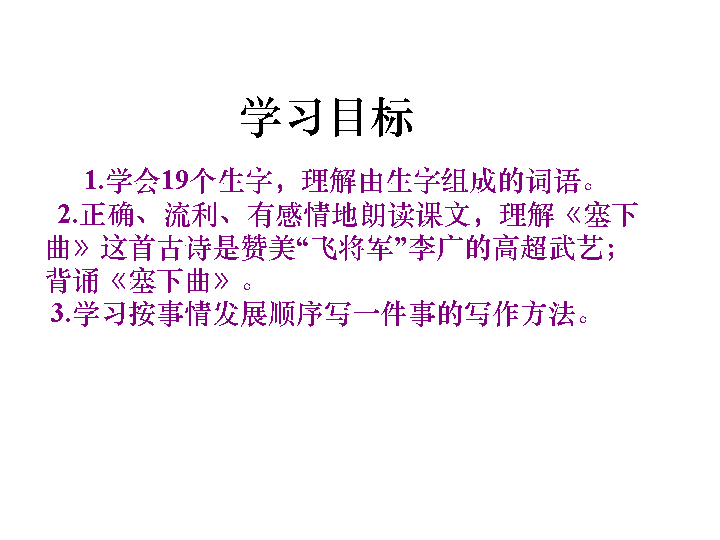 学习目标
1.学会19个生字，理解由生字组成的词语。
2.正确、流利、有感情地朗读课文，理解《塞下
曲》这首古诗是赞美“飞将军”李广的高超武艺；
背诵《塞下曲》。
3.学习按事情发展顺序写一件事的写作方法。